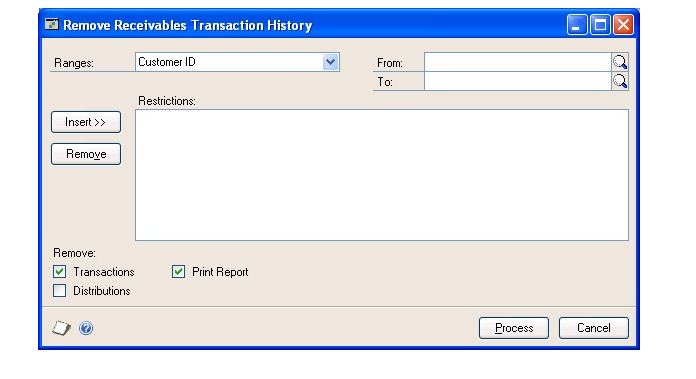 Remove Receivables Transaction History
Ranges: Customer ID From:
To:
Restrictions:
Insert >>
Remove
Remove:
Transactions Print Report
Distributions
Process Cancel